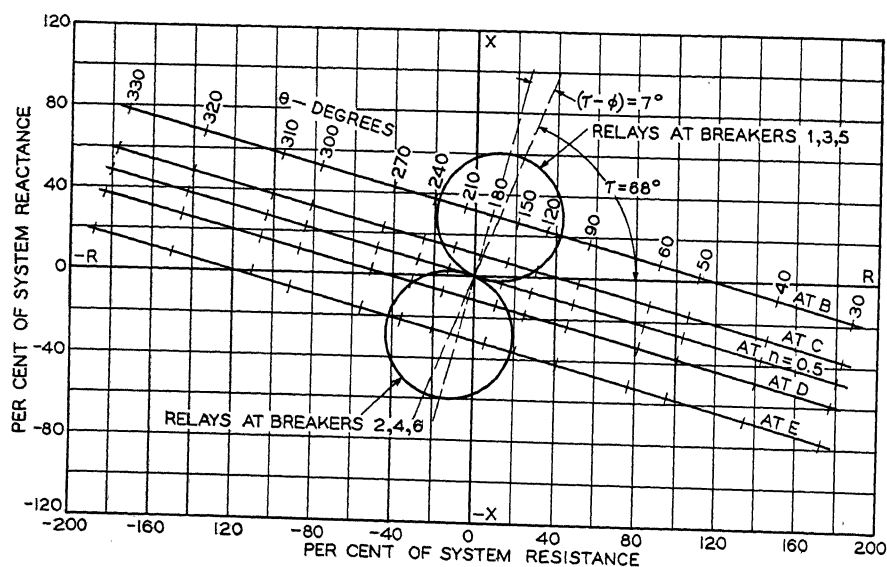 120
80
40
0
-40
-80
-120
PER CENT OF SYSTEM REACTANCE
-200
-160
120
-80
-40
0
40
80
120
160
200
PER CENT OF SYSTEM RESISTANCE
X
-X
-R
R
θ - DEGREES
330
320
310
300
270
240
210
180
150
120
90
60
50
40
30
(τ-φ)=7°
RELAYS AT BREAKERS 1,3,5
τ=68°
AT B
AT C
AT n=0.5
AT D
AT E
RELAYS AT BREAKERS 2,4,6